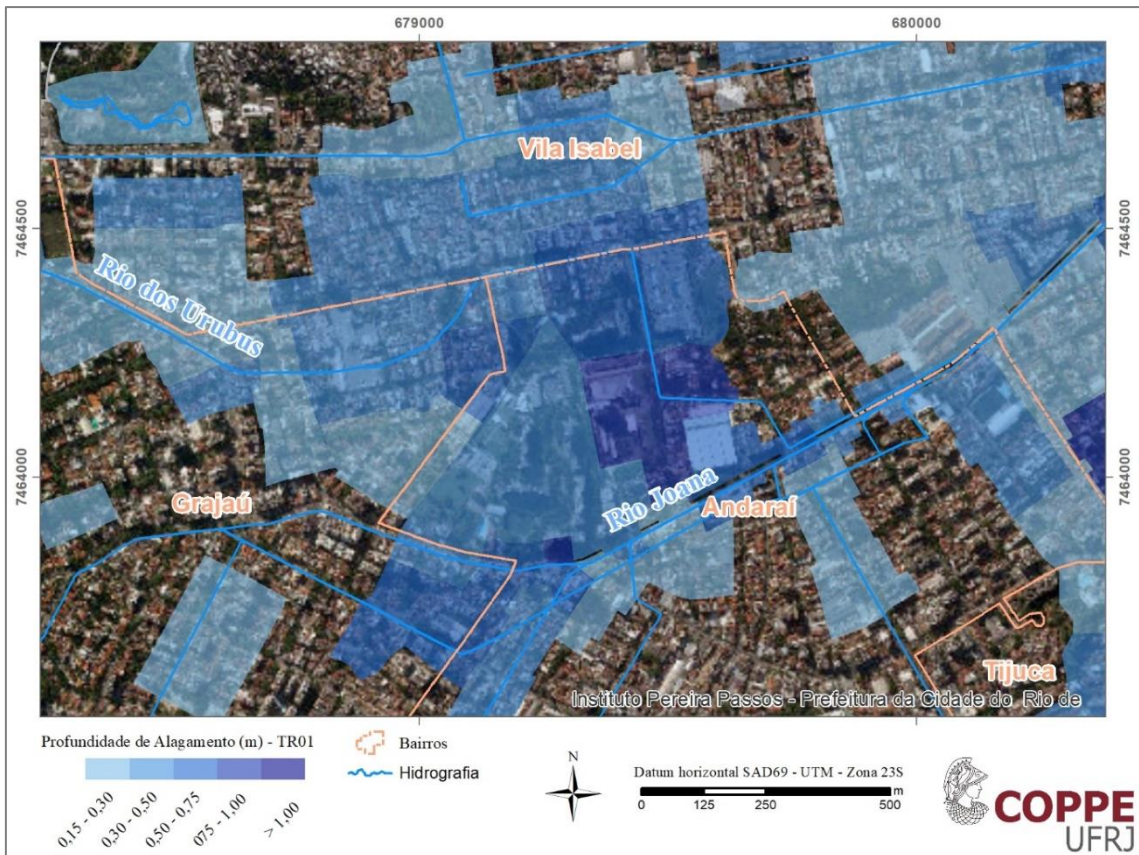 679000
680000
7464500
7464500
Vila Isabel
Rio dos Urubus
7464000
7464000
Rio Joana
Grajaú
Andaraí
Tijuca
Instituto Pereira Passos - Prefeitura da Cidade do Rio de
Profundidade de Alagamento (m) - TR01
0,15 - 0,30
0,30 - 0,50
0,50 - 0,75
075 - 1,00
> 1,00
Bairros
Hidrografia
N
Datum horizontal SAD69 - UTM - Zona 23S
m
0 125 250 500
COPPE
UFRJ